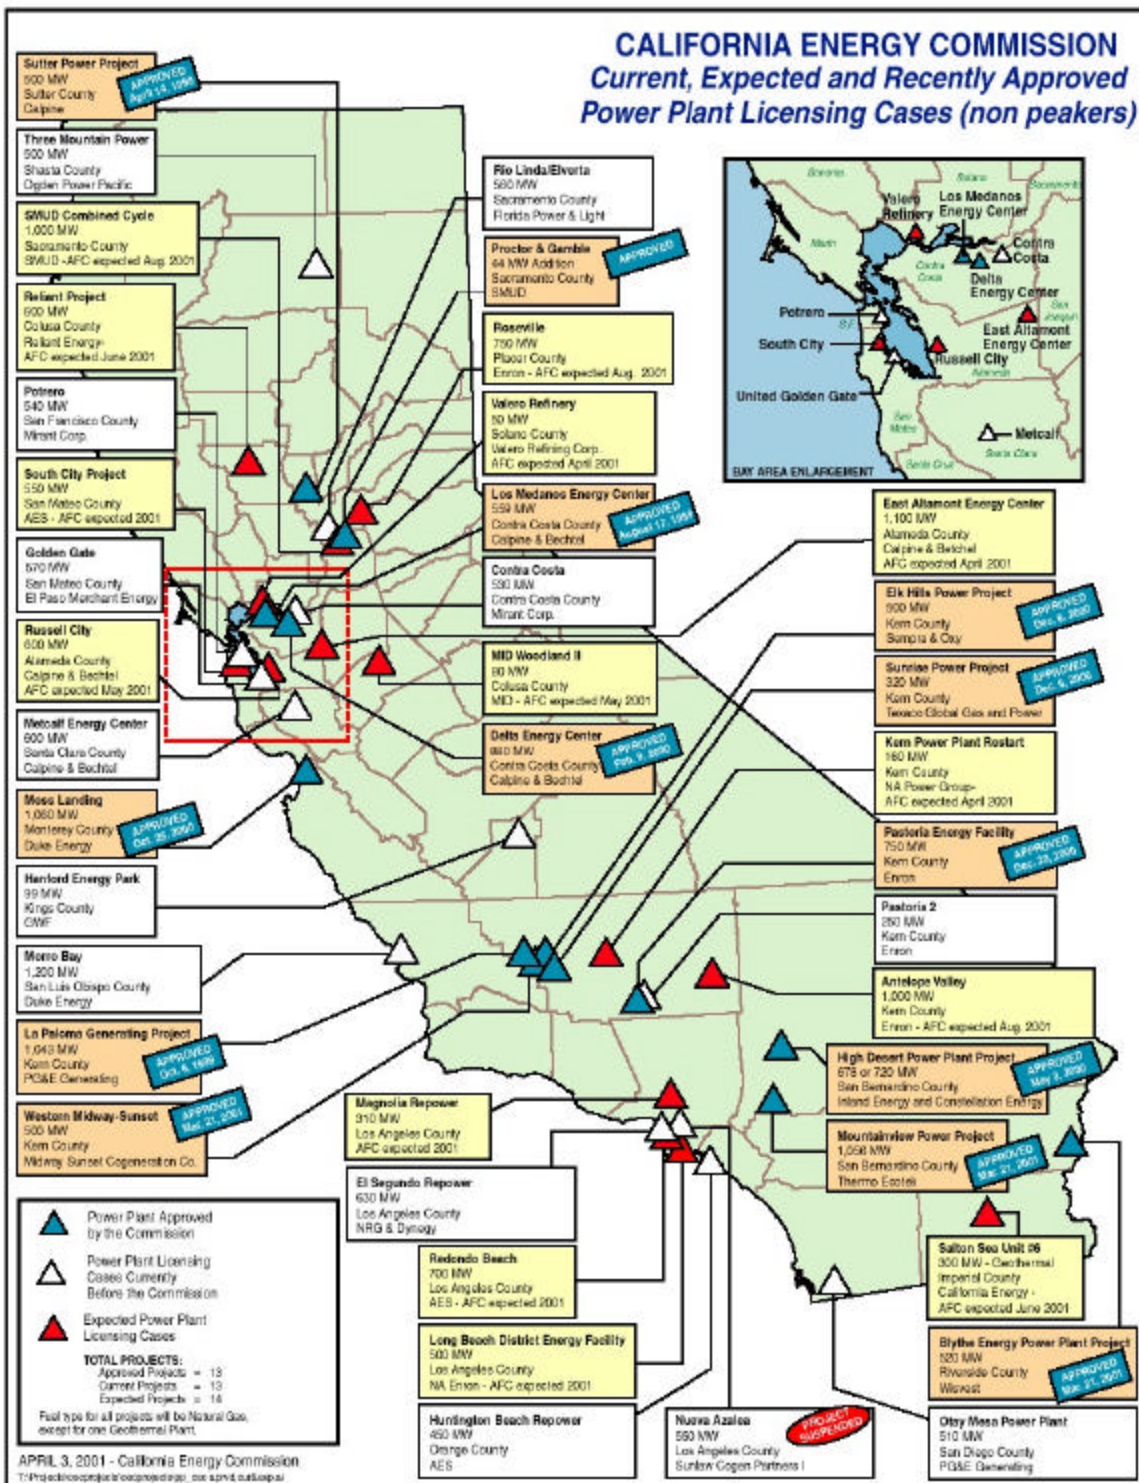 CALIFORNIA ENERGY COMMISSION
Current, Expected and Recently Approved
Power Plant Licensing Cases (non peakers)
Sutter Power Project
500 MW
Sutter County
Calpine
APPROVED
April 14, 1999
Three Mountain Power
500 MW
Shasta County
Ogden Power Pacific
SMUD Combined Cycle
1,000 MW
Sacramento County
SMUD -AFC expected Aug. 2001
Reliant Project
600 MW
Colusa County
Reliant Energy-
AFC expected June 2001
Potrero
540 MW
San Francisco County
Mirant Corp.
South City Project
550 MW
San Mateo County
AES - AFC expected 2001
Golden Gate
570 MW
San Mateo County
El Paso Merchant Energy
Russell City
600 MW
Alameda County
Calpine & Bechtel
AFC expected May 2001
Metcalf Energy Center
600 MW
Santa Clara County
Calpine & Bechtel
Moss Landing
1,060 MW
Monterey County
Duke Energy
APPROVED
Oct. 25, 2000
Hanford Energy Park
99 MW
Kings County
GWF
Morro Bay
1,200 MW
San Luis Obispo County
Duke Energy
La Paloma Generating Project
1,043 MW
Kern County
PG&E Generating
APPROVED
Oct. 6, 1999
Western Midway-Sunset
500 MW
Kern County
Midway Sunset Cogeneration Co.
APPROVED
Mar. 21, 2001
Rio Linda/Elverta
560 MW
Sacramento County
Florida Power & Light
Proctor & Gamble
44 MW Addition
Sacramento County
SMUD
APPROVED
Roseville
750 MW
Placer County
Enron - AFC expected Aug. 2001
Valero Refinery
50 MW
Solano County
Valero Refining Corp.
AFC expected April 2001
Los Medanos Energy Center
559 MW
Contra Costa County
Calpine & Bechtel
APPROVED
August 17, 1999
Contra Costa
530 MW
Contra Costa County
Mirant Corp.
MID Woodland II
80 MW
Colusa County
MID - AFC expected May 2001
Delta Energy Center
880 MW
Contra Costa County
Calpine & Bechtel
APPROVED
Feb. 9, 2000
Sonoma
Solano
Sacramento
Valero
Refinery
Los Medanos
Energy Center
Marin
Contra
Costa
Contra
Costa
Delta
Energy Center
San
Joaquin
Potrero
S.F.
South City
East Altamont
Energy Center
Russell City
Alameda
United Golden Gate
San
Mateo
Metcalf
Santa Clara
Santa Cruz
BAY AREA ENLARGEMENT
East Altamont Energy Center
1,100 MW
Alameda County
Calpine & Betchel
AFC expected April 2001
Elk Hills Power Project
500 MW
Kern County
Sempra & Oxy
APPROVED
Dec. 6, 2000
Sunrise Power Project
320 MW
Kern County
Texaco Global Gas and Power
APPROVED
Dec. 6, 2000
Kern Power Plant Restart
160 MW
Kern County
NA Power Group-
AFC expected April 2001
Pastoria Energy Facility
750 MW
Kern County
Enron
APPROVED
Dec. 20, 2000
Pastoria 2
250 MW
Kern County
Enron
Antelope Valley
1,000 MW
Kern County
Enron - AFC expected Aug. 2001
High Desert Power Plant Project
678 or 720 MW
San Bernardino County
Inland Energy and Constellation Energy
APPROVED
May 3, 2000
Mountainview Power Project
1,056 MW
San Bernardino County
Thermo Ecotek
APPROVED
Mar. 21, 2001
Salton Sea Unit #6
300 MW - Geothermal
Imperial County
California Energy -
AFC expected June 2001
Blythe Energy Power Plant Project
520 MW
Riverside County
Wisvest
APPROVED
Mar. 21, 2001
Otay Mesa Power Plant
510 MW
San Diego County
PG&E Generating
Magnolia Repower
310 MW
Los Angeles County
AFC expected 2001
El Segundo Repower
630 MW
Los Angeles County
NRG & Dynegy
Redondo Beach
700 MW
Los Angeles County
AES - AFC expected 2001
Long Beach District Energy Facility
500 MW
Los Angeles County
NA Enron - AFC expected 2001
Huntington Beach Repower
450 MW
Orange County
AES
Nueva Azalea
550 MW
Los Angeles County
Sunlaw Cogen Partners I
PROJECT
SUSPENDED
Power Plant Approved
by the Commission
Power Plant Licensing
Cases Currently
Before the Commission
Expected Power Plant
Licensing Cases
TOTAL PROJECTS:
Approved Projects = 13
Current Projects = 13
Expected Projects = 14
Fuel type for all projects will be Natural Gas,
except for one Geothermal Plant.
APRIL 3, 2001 - California Energy Commission